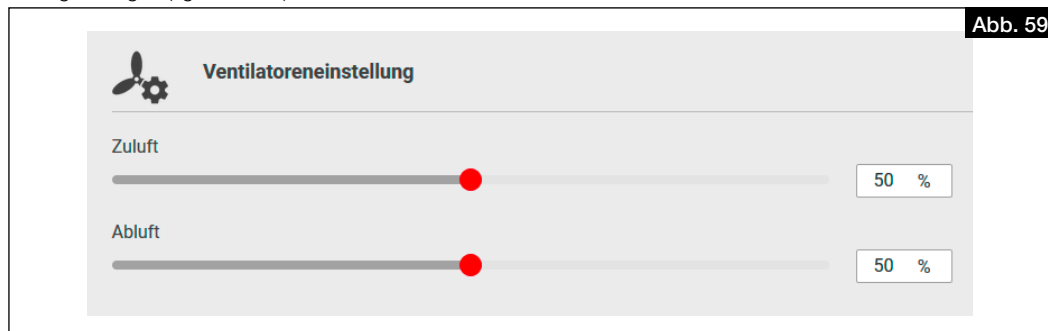 Abb. 59
Ventilatoreneinstellung
Zuluft
50 %
Abluft
50 %